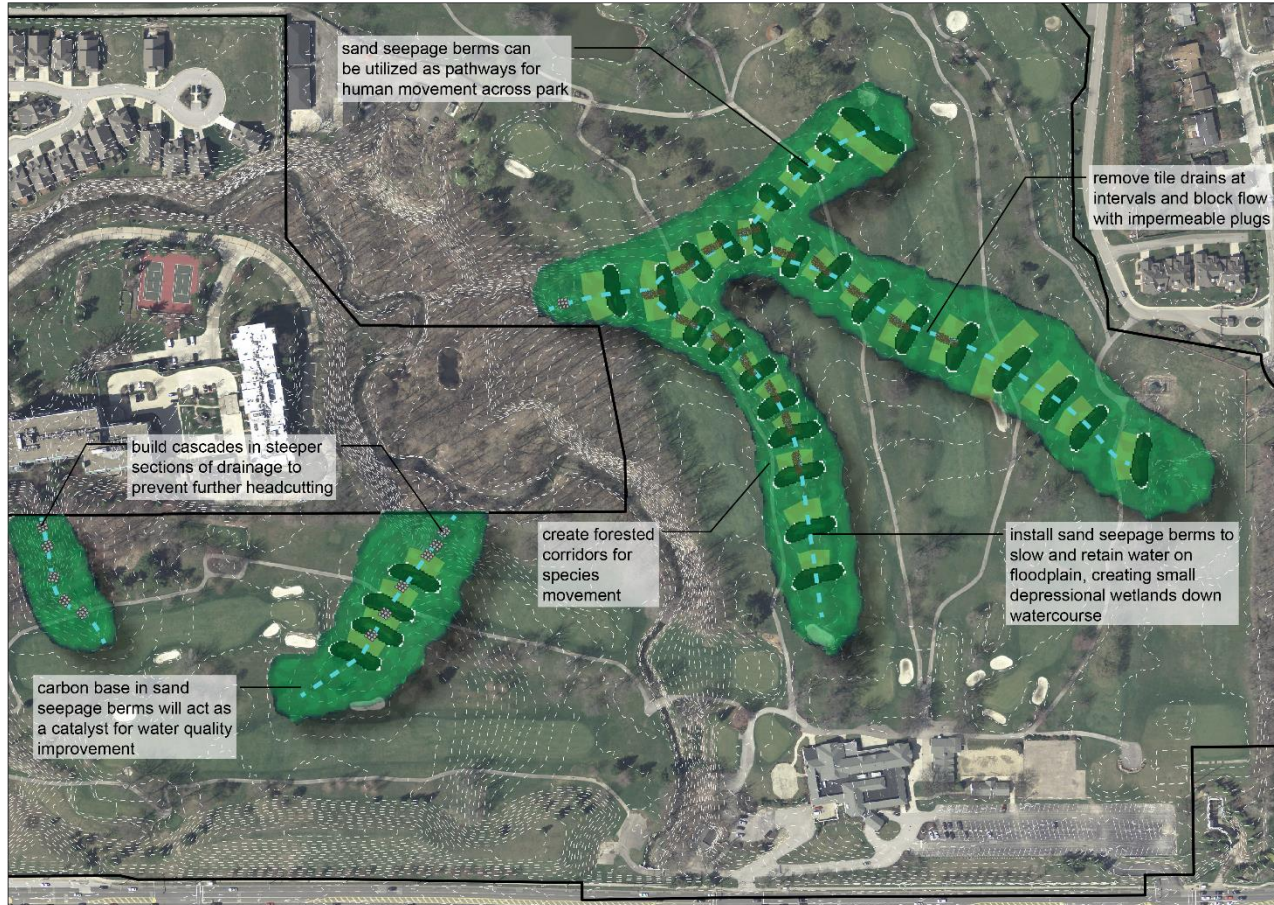 sand seepage berms can
be utilized as pathways for
human movement across park
remove tile drains at
intervals and block flow
with impermeable plugs
build cascades in steeper
sections of drainage to
prevent further headcutting
create forested
corridors for
species
movement
install sand seepage berms to
slow and retain water on
floodplain, creating small
depressional wetlands down
watercourse
carbon base in sand
seepage berms will act as
a catalyst for water quality
improvement